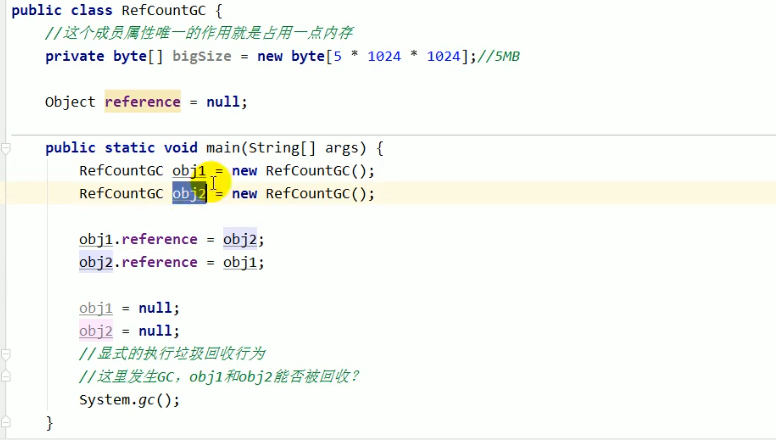 public class RefCountGC {
//这个成员属性唯一的作用就是占用一点内存
private byte[] bigSize = new byte[5 * 1024 * 1024];//5MB
Object reference = null;
public static void main(String[] args) {
RefCountGC obj1 = new RefCountGC();
RefCountGC obj2 = new RefCountGC();
obj1.reference = obj2;
obj2.reference = obj1;
obj1 = null;
obj2 = null;
//显式的执行垃圾回收行为
//这里发生GC，obj1和obj2能否被回收？
System.gc();
}